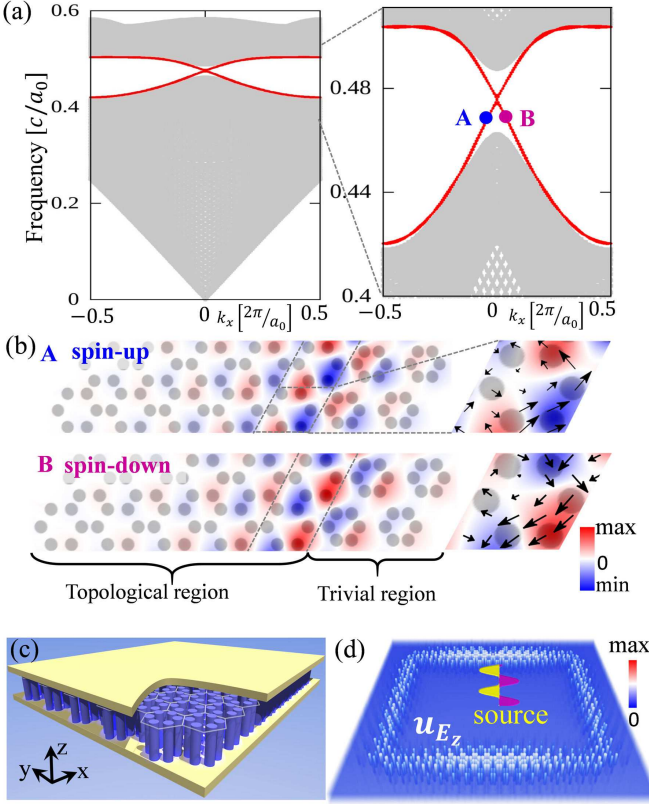 (a)
0.6
0.4
0.2
0
Frequency [c/a₀]
−0.5
0
0.5
kₓ [2π/a₀]
0.48
0.44
0.4
A
B
−0.5
0
0.5
kₓ [2π/a₀]
(b)
A spin-up
B spin-down
max
0
min
Topological region
Trivial region
(c)
z
y
x
(d)
max
0
source
u_{E_z}